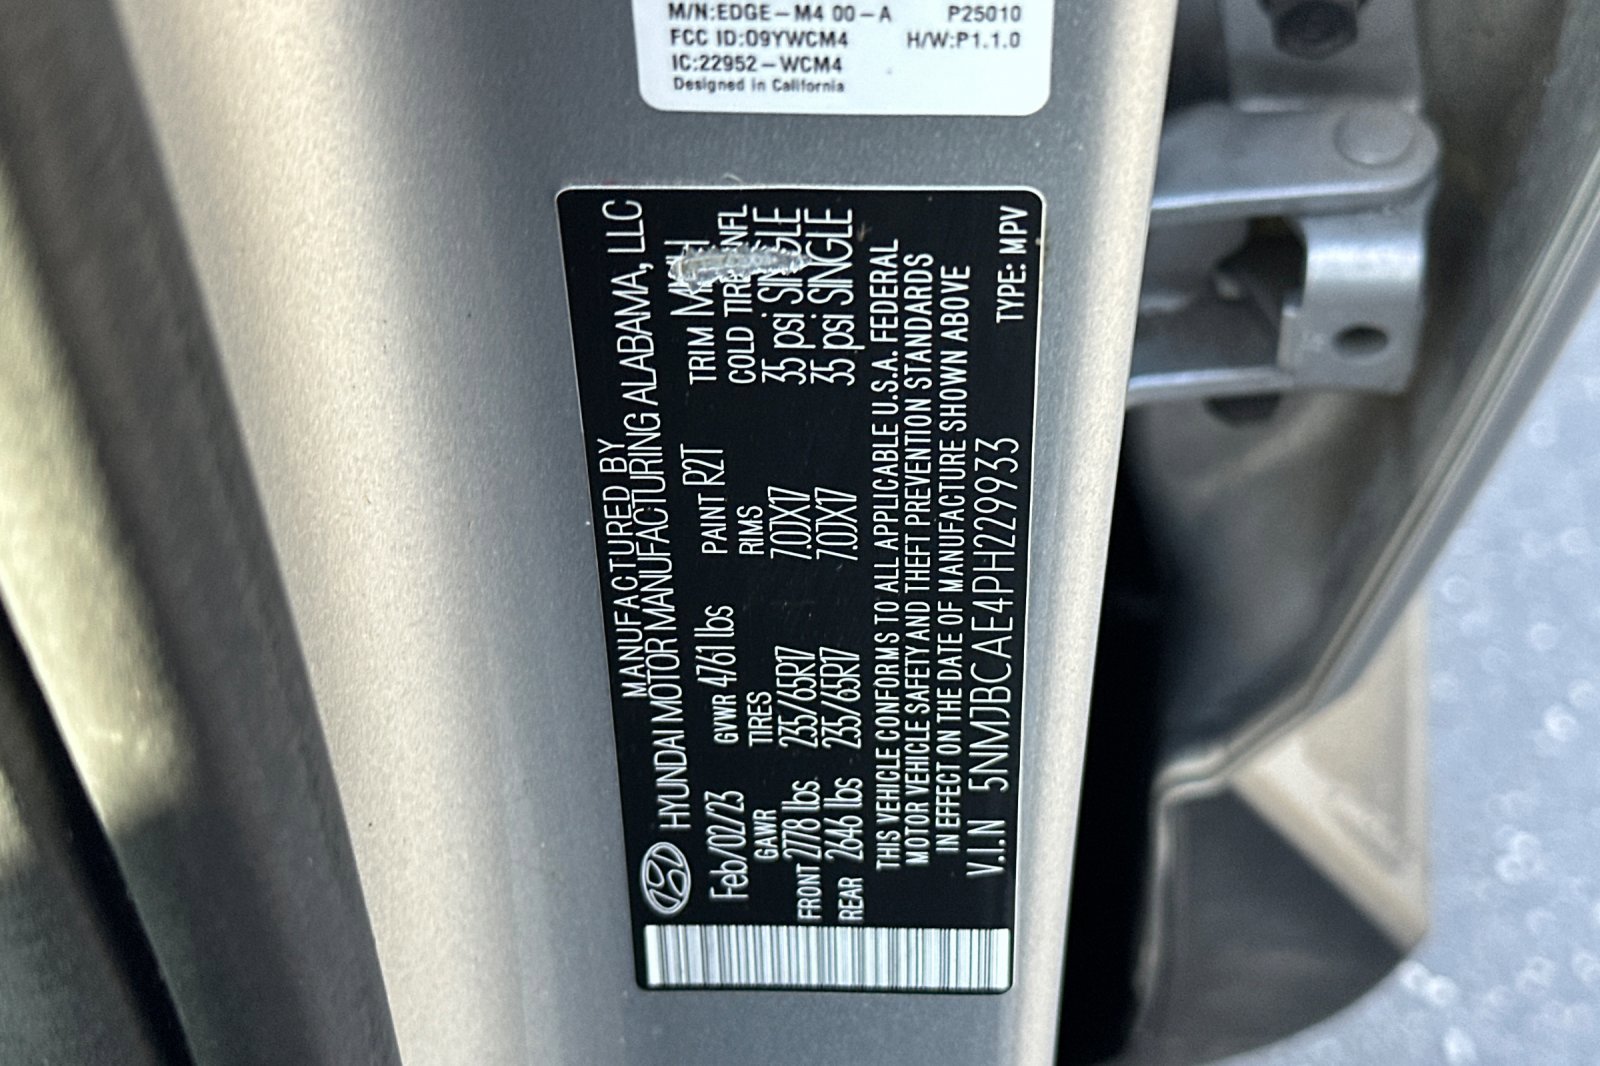 M/N:EDGE-M4 00-A P25010
FCC ID:O9YWCM4 H/W:P1.1.0
IC:22952-WCM4
Designed in California
MANUFACTURED BY
HYUNDAI MOTOR MANUFACTURING ALABAMA, LLC
Feb/02/23 GVWR 4761 lbs PAINT R2T TRIM
GAWR TIRES RIMS COLD TIRE INFL
FRONT 2778 lbs 235/65R17 7.0JX17 35 psi SINGLE
REAR 2646 lbs 235/65R17 7.0JX17 35 psi SINGLE
THIS VEHICLE CONFORMS TO ALL APPLICABLE U.S.A. FEDERAL
MOTOR VEHICLE SAFETY AND THEFT PREVENTION STANDARDS
IN EFFECT ON THE DATE OF MANUFACTURE SHOWN ABOVE
V.I.N 5NMJBCAE4PH229933 TYPE: MPV